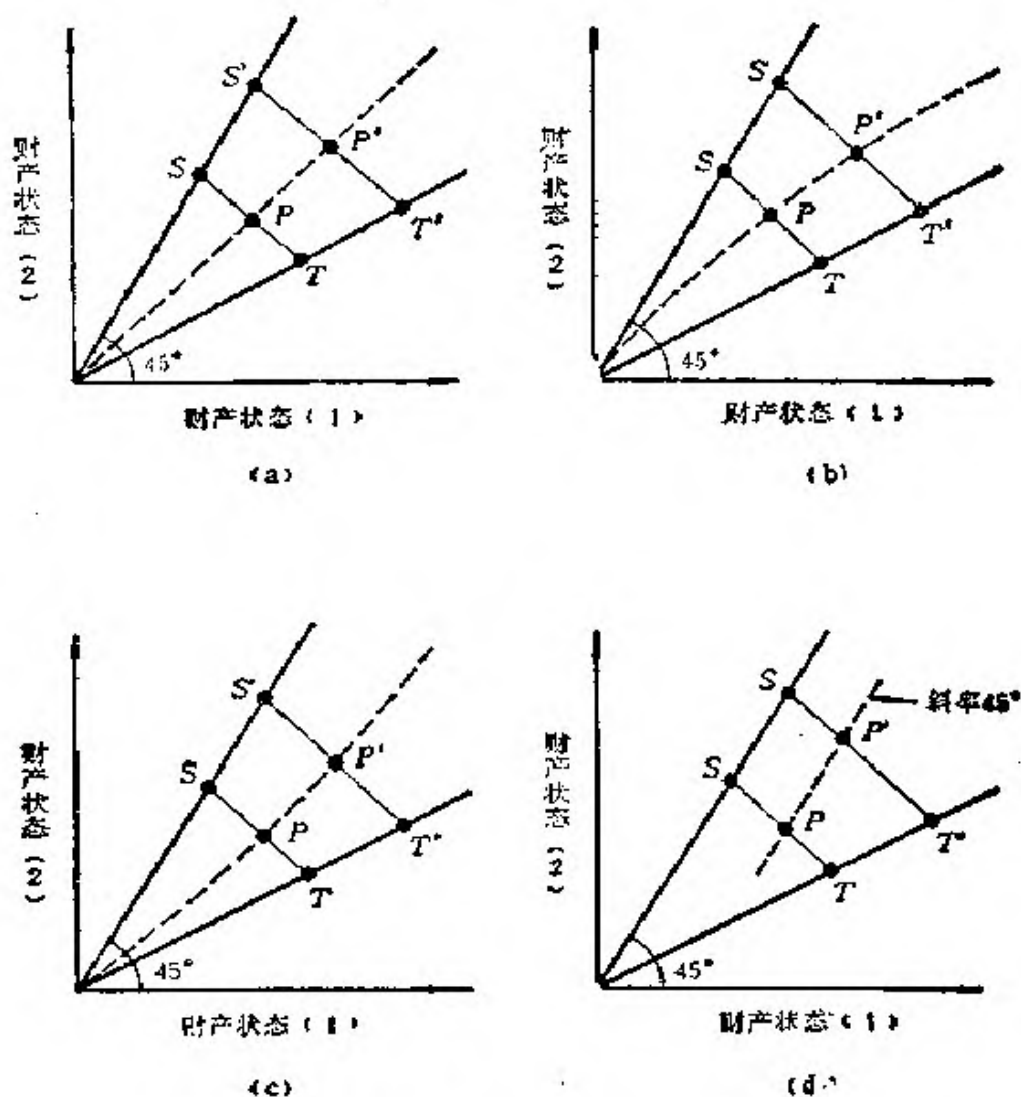 财产状态(2)
S'
P'
S
P
T'
T
45°
财产状态(1)
(a)
财产状态(2)
S
P'
S
P
T'
T
45°
财产状态(1)
(b)
财产状态(2)
S'
P'
S
P
T'
T
45°
财产状态(1)
(c)
财产状态(2)
S
斜率45°
P'
S
P
T'
T
45°
财产状态(1)
(d)